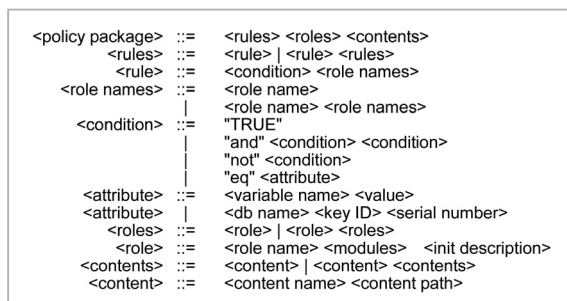 <policy package> ::= <rules> <roles> <contents>
<rules> ::= <rule> | <rule> <rules>
<rule> ::= <condition> <role names>
<role names> ::= <role name>
| <role name> <role names>
<condition> ::= "TRUE"
| "and" <condition> <condition>
| "not" <condition>
| "eq" <attribute>
<attribute> ::= <variable name> <value>
<attribute> | <db name> <key ID> <serial number>
<roles> ::= <role> | <role> <roles>
<role> ::= <role name> <modules> <init description>
<contents> ::= <content> | <content> <contents>
<content> ::= <content name> <content path>